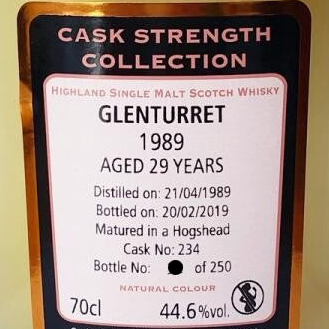 CASK STRENGTH
COLLECTION
HIGHLAND SINGLE MALT SCOTCH WHISKY
GLENTURRET
1989
AGED 29 YEARS
Distilled on: 21/04/1989
Bottled on: 20/02/2019
Matured in a Hogshead
Cask No: 234
Bottle No: of 250
NATURAL COLOUR
70cl 44.6%vol.